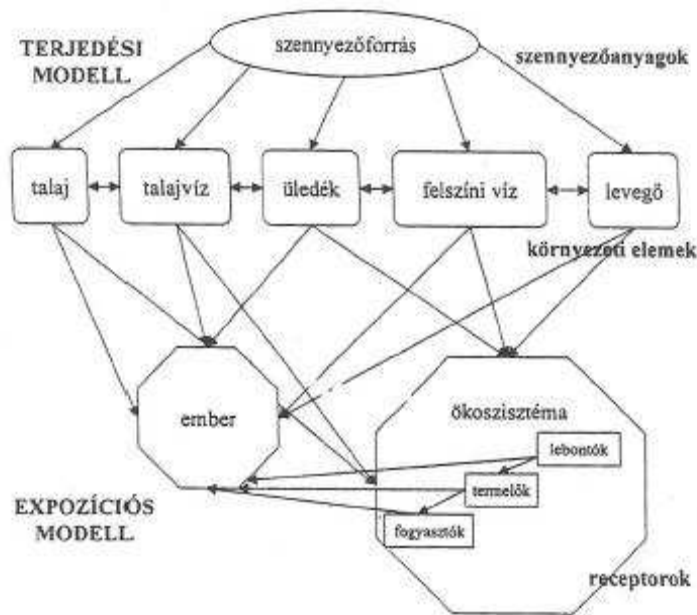 szennyezőforrás
TERJEDÉSI
MODELL
szennyezőanyagok
talaj
talajvíz
üledék
felszíni víz
levegő
környezeti elemek
ember
ökoszisztéma
lebontók
termelők
fogyasztók
EXPOZÍCIÓS
MODELL
receptorok